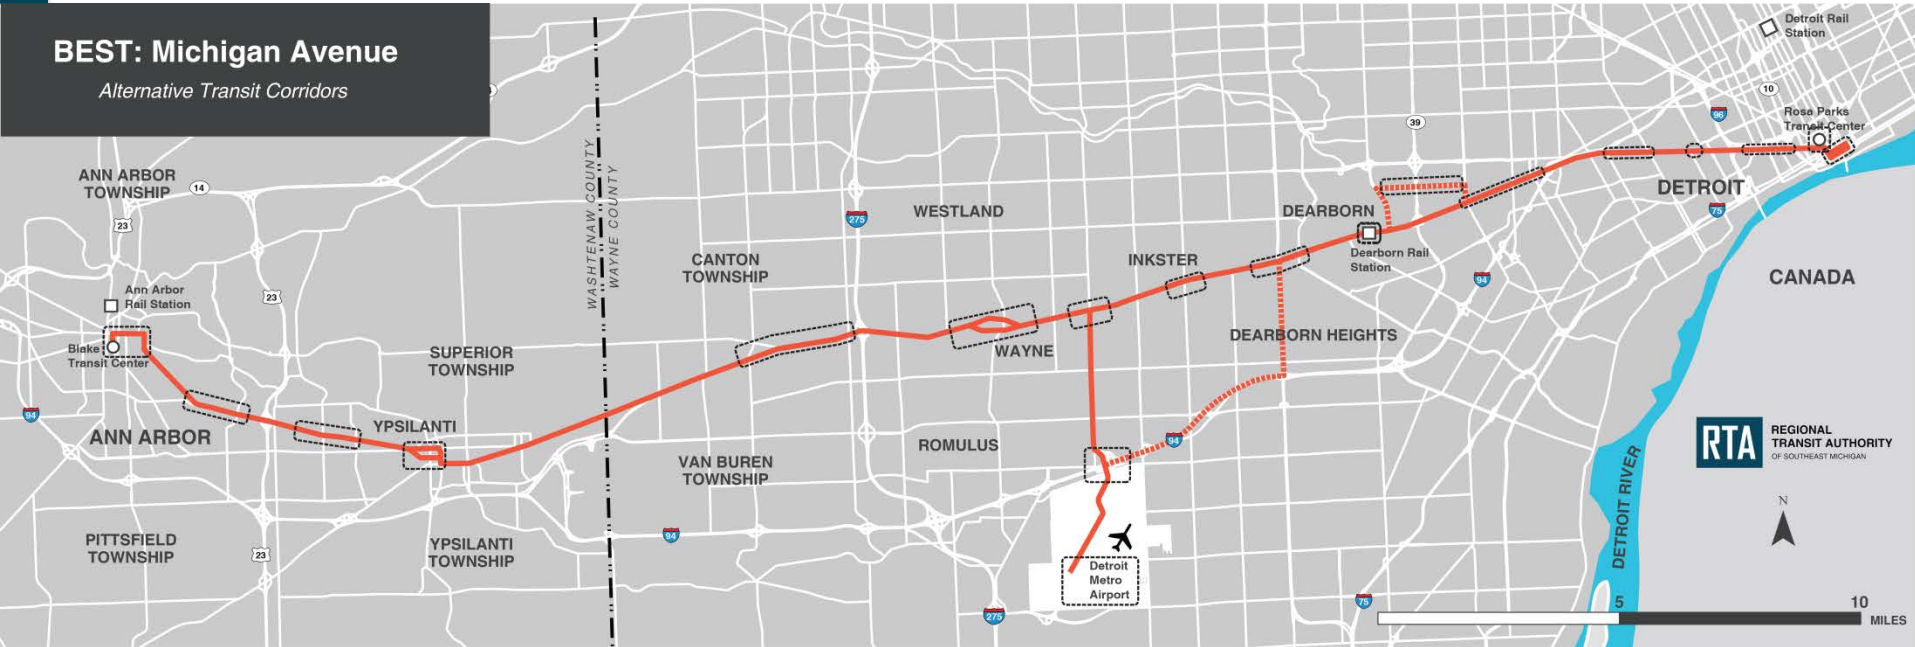 BEST: Michigan Avenue
Alternative Transit Corridors
Detroit Rail
Station
10
Rosa Parks
Transit Center
96
39
ANN ARBOR
TOWNSHIP
14
23
WASHTENAW COUNTY
WAYNE COUNTY
275
WESTLAND
DEARBORN
DETROIT
75
Dearborn Rail
Station
94
CANADA
CANTON
TOWNSHIP
INKSTER
Ann Arbor
Rail Station
23
Blake
Transit Center
SUPERIOR
TOWNSHIP
WAYNE
DEARBORN HEIGHTS
94
ANN ARBOR
YPSILANTI
ROMULUS
94
VAN BUREN
TOWNSHIP
RTA
REGIONAL
TRANSIT AUTHORITY
OF SOUTHEAST MICHIGAN
DETROIT RIVER
N
PITTSFIELD
TOWNSHIP
23
YPSILANTI
TOWNSHIP
94
Detroit
Metro
Airport
275
75
5
10
MILES